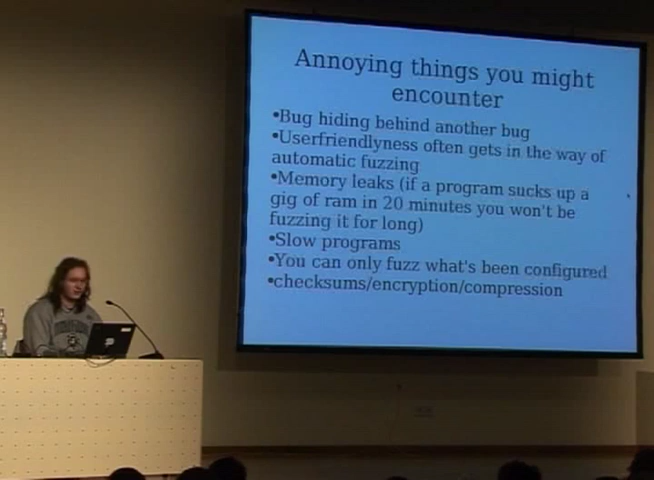 Annoying things you might
encounter
•Bug hiding behind another bug
•Userfriendlyness often gets in the way of
automatic fuzzing
•Memory leaks (if a program sucks up a
gig of ram in 20 minutes you won't be
fuzzing it for long)
•Slow programs
•You can only fuzz what's been configured
•checksums/encryption/compression